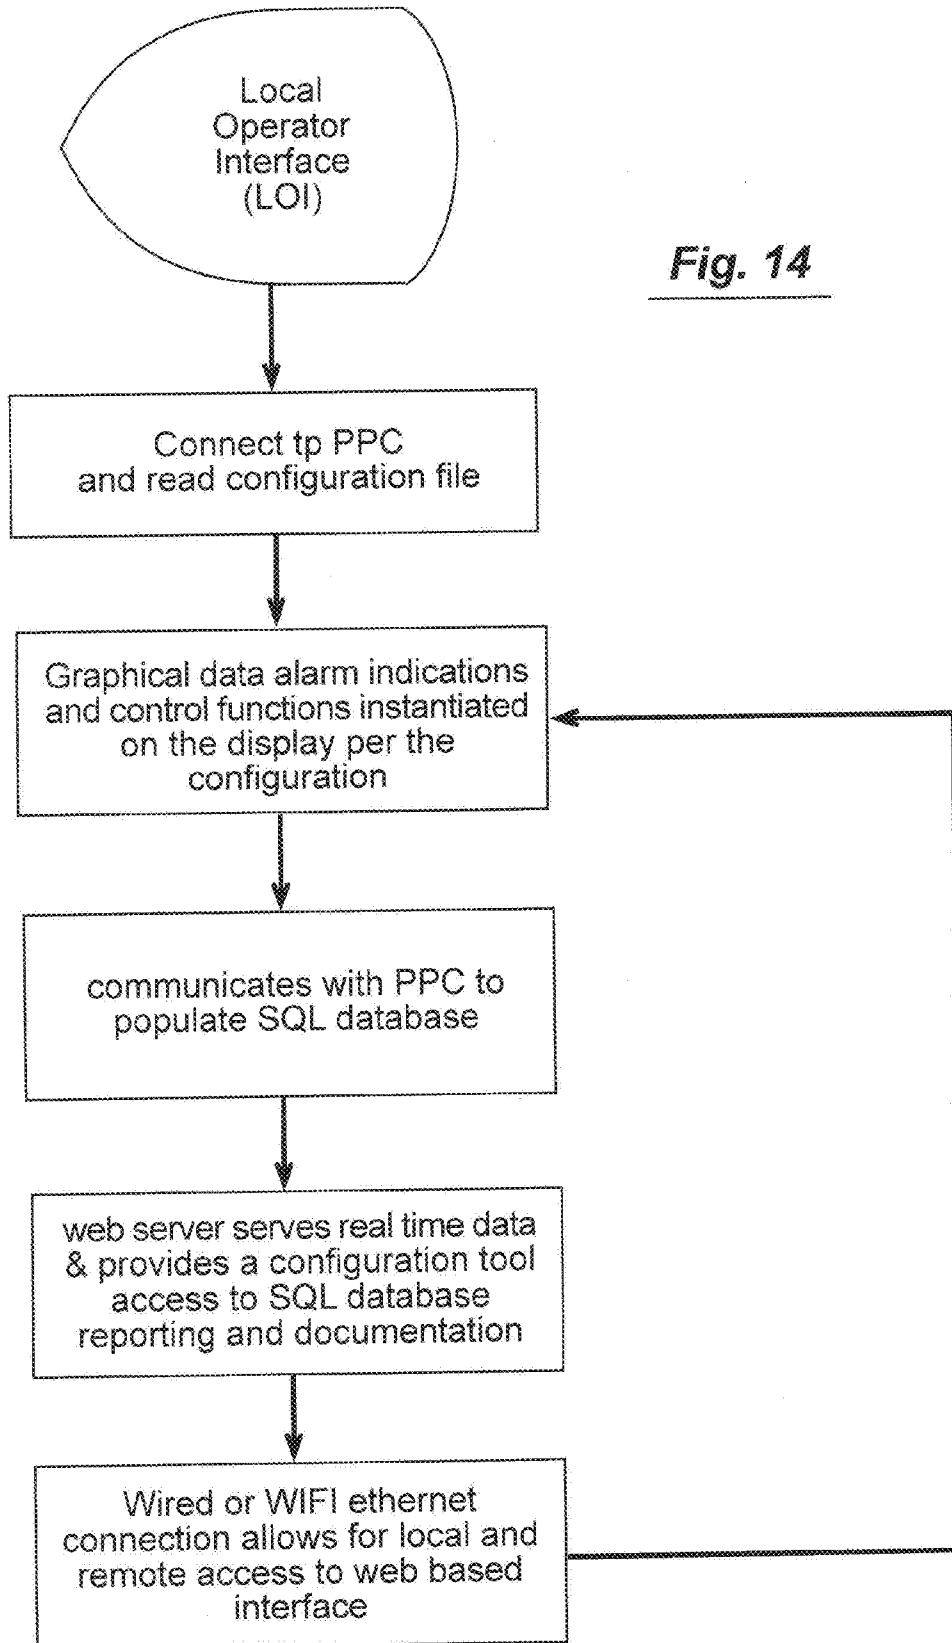 Local
Operator
Interface
(LOI)
Fig. 14
Connect tp PPC
and read configuration file
Graphical data alarm indications
and control functions instantiated
on the display per the
configuration
communicates with PPC to
populate SQL database
web server serves real time data
& provides a configuration tool
access to SQL database
reporting and documentation
Wired or WIFI ethernet
connection allows for local and
remote access to web based
interface